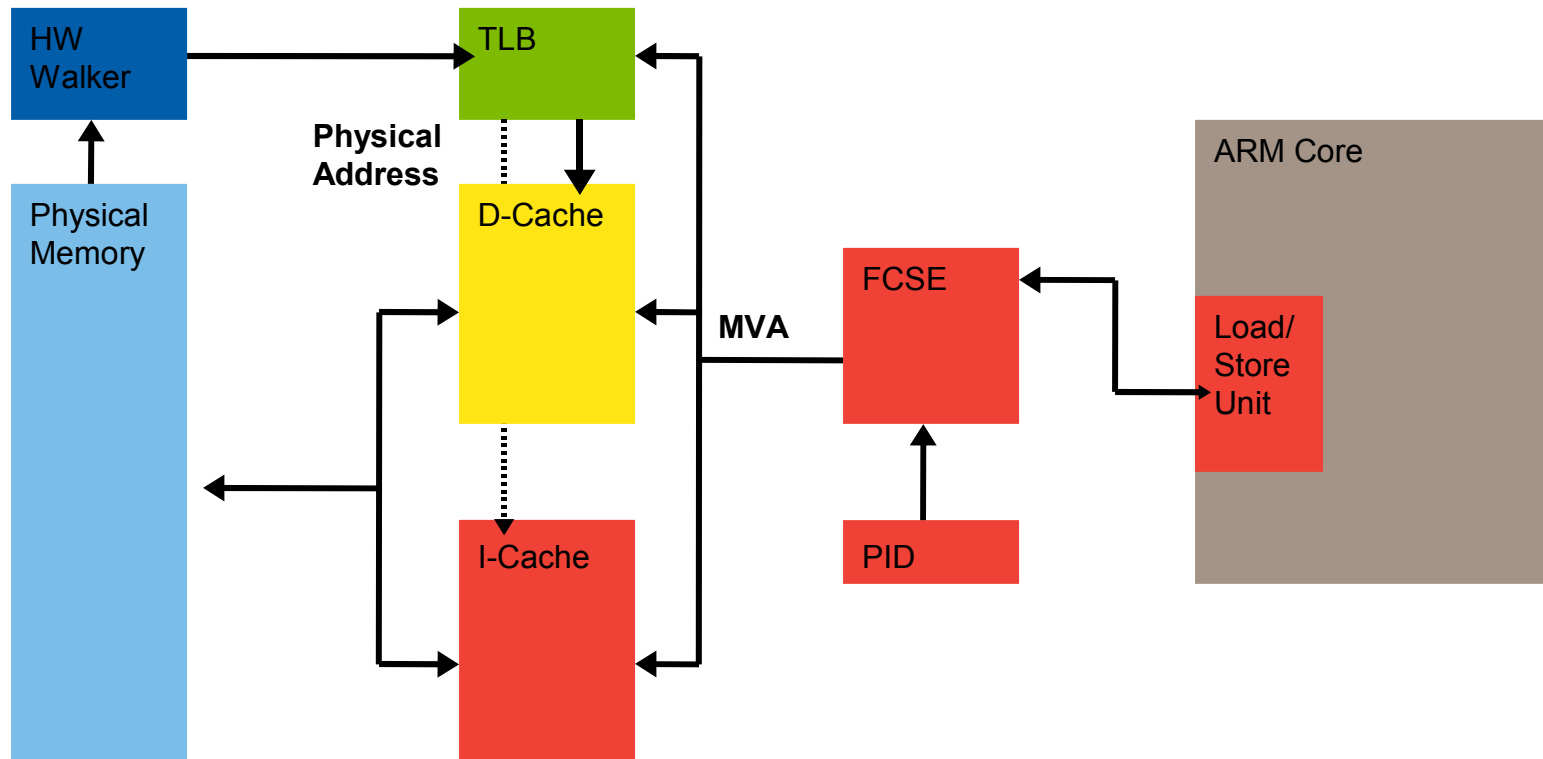 HW
Walker
TLB
Physical
Address
ARM Core
Physical
Memory
D-Cache
FCSE
MVA
Load/
Store
Unit
I-Cache
PID